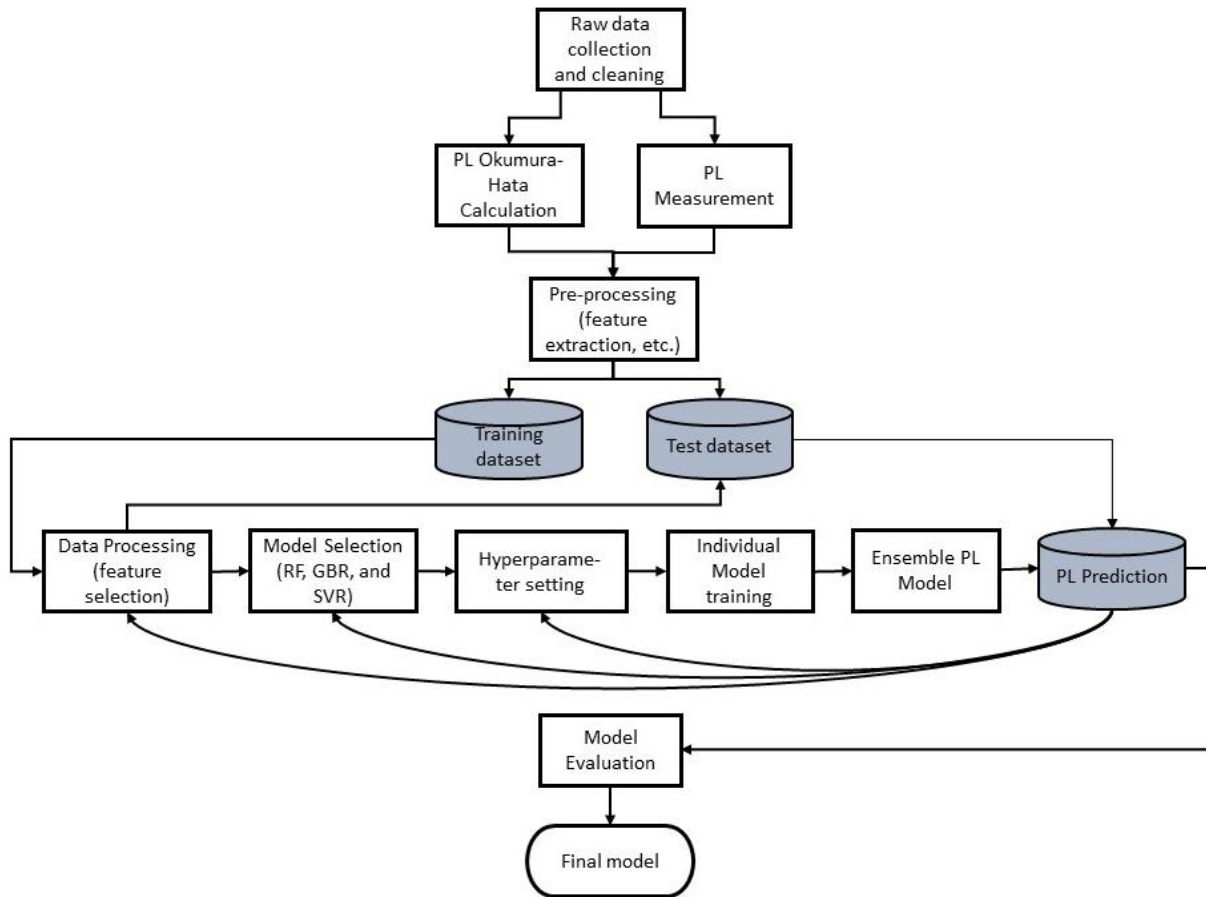 Raw data
collection
and cleaning
PL Okumura-
Hata
Calculation
PL
Measurement
Pre-processing
(feature
extraction, etc.)
Training
dataset
Test dataset
Data Processing
(feature
selection)
Model Selection
(RF, GBR, and
SVR)
Hyperparame-
ter setting
Individual
Model
training
Ensemble PL
Model
PL Prediction
Model
Evaluation
Final model